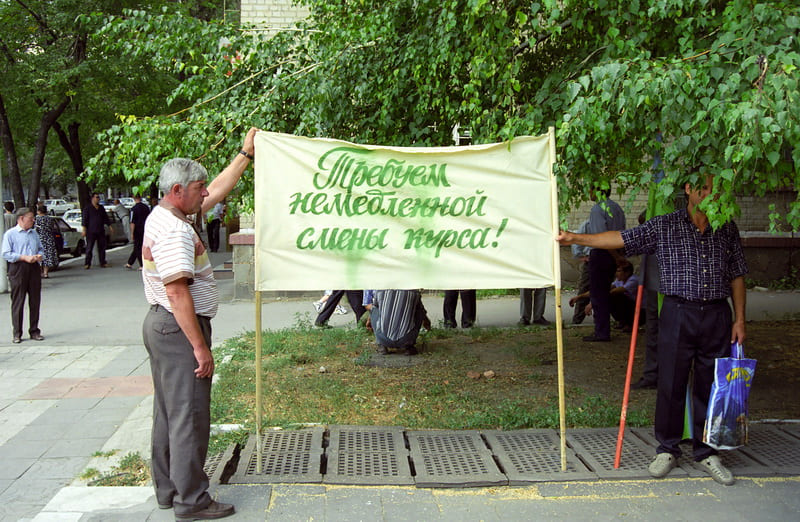 Требуем
немедленной
смены курса!